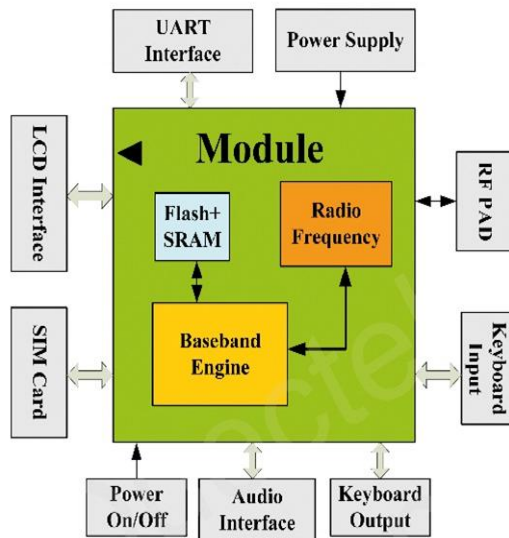 UART
Interface
Power Supply
LCD Interface
Module
RF PAD
Flash+
SRAM
Radio
Frequency
SIM Card
Baseband
Engine
Keyboard
Input
Power
On/Off
Audio
Interface
Keyboard
Output